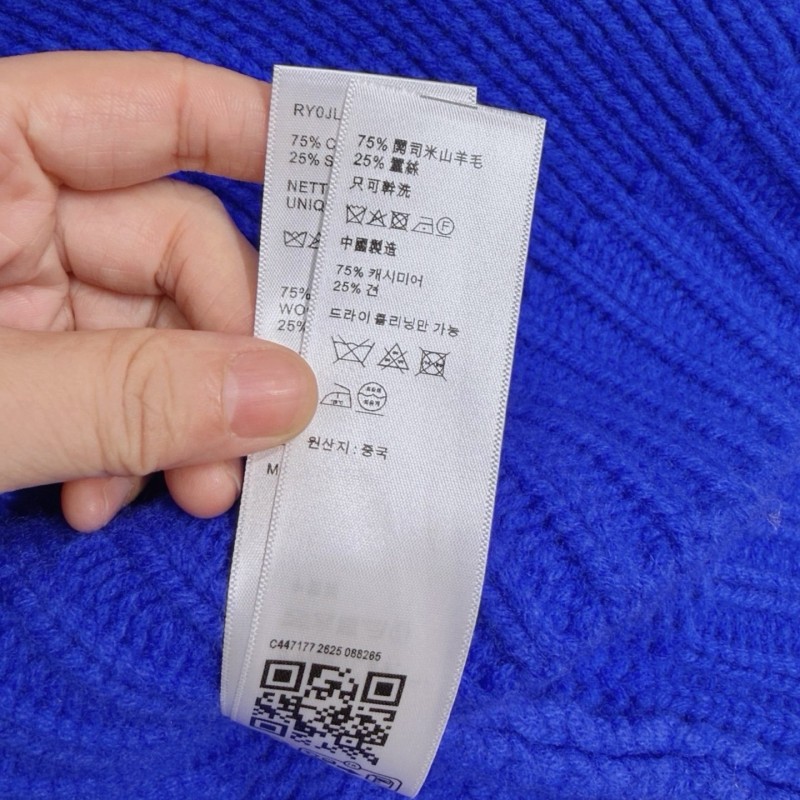 RY0JL
75% C
25% S
NETT
UNIQ
75%
WO
25%
M
75% 開司米山羊毛
25% 蠶絲
只可幹洗
F
中國製造
75% 캐시미어
25% 견
드라이 클리닝만 가능
원산지 : 중국
C447177 2625 088265